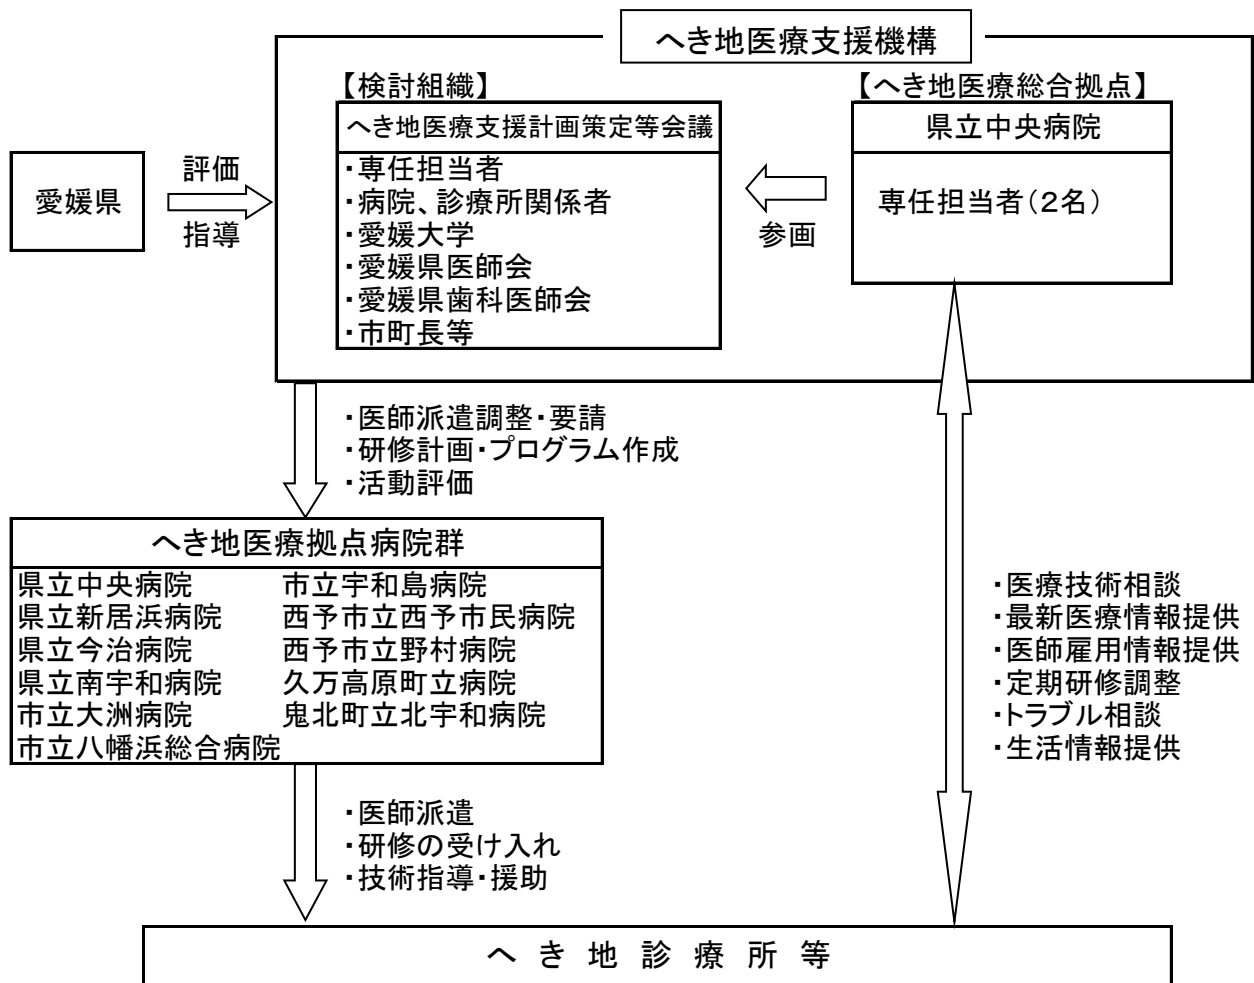 へき地医療支援機構
【検討組織】
へき地医療支援計画策定等会議
・専任担当者
・病院、診療所関係者
・愛媛大学
・愛媛県医師会
・愛媛県歯科医師会
・市町長等
【へき地医療総合拠点】
県立中央病院
専任担当者(2名)
愛媛県
評価
指導
参画
・医師派遣調整・要請
・研修計画・プログラム作成
・活動評価
へき地医療拠点病院群
県立中央病院
県立新居浜病院
県立今治病院
県立南宇和病院
市立大洲病院
市立八幡浜総合病院
市立宇和島病院
西予市立西予市民病院
西予市立野村病院
久万高原町立病院
鬼北町立北宇和病院
・医療技術相談
・最新医療情報提供
・医師雇用情報提供
・定期研修調整
・トラブル相談
・生活情報提供
・医師派遣
・研修の受け入れ
・技術指導・援助
へき地診療所等